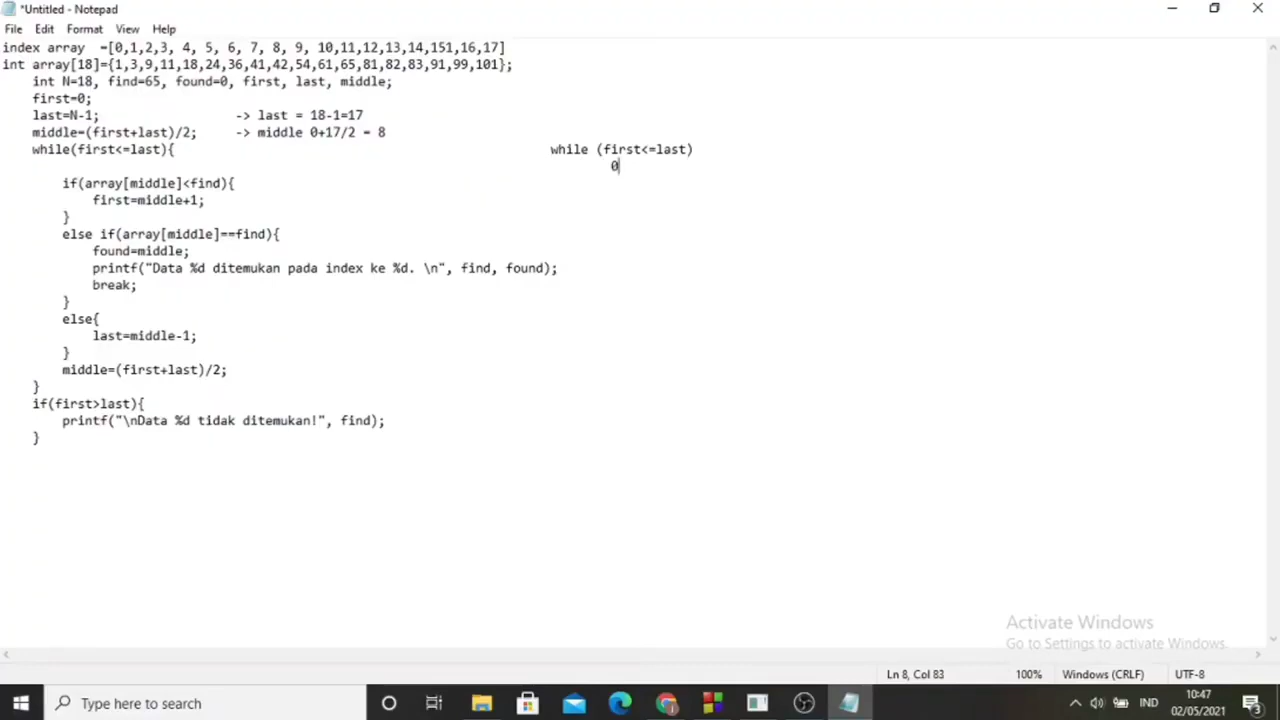 *Untitled - Notepad
File Edit Format View Help
index array =[0,1,2,3, 4, 5, 6, 7, 8, 9, 10,11,12,13,14,151,16,17]
int array[18]={1,3,9,11,18,24,36,41,42,54,61,65,81,82,83,91,99,101};
int N=18, find=65, found=0, first, last, middle;
first=0;
last=N-1; -> last = 18-1=17
middle=(first+last)/2; -> middle 0+17/2 = 8
while(first<=last){ while (first<=last)
0
if(array[middle]<find){
first=middle+1;
}
else if(array[middle]==find){
found=middle;
printf("Data %d ditemukan pada index ke %d. \n", find, found);
break;
}
else{
last=middle-1;
}
middle=(first+last)/2;
}
if(first>last){
printf("\nData %d tidak ditemukan!", find);
}
Activate Windows
Go to Settings to activate Windows.
Ln 8, Col 83 100% Windows (CRLF) UTF-8
Type here to search
IND
10:47
02/05/2021
3